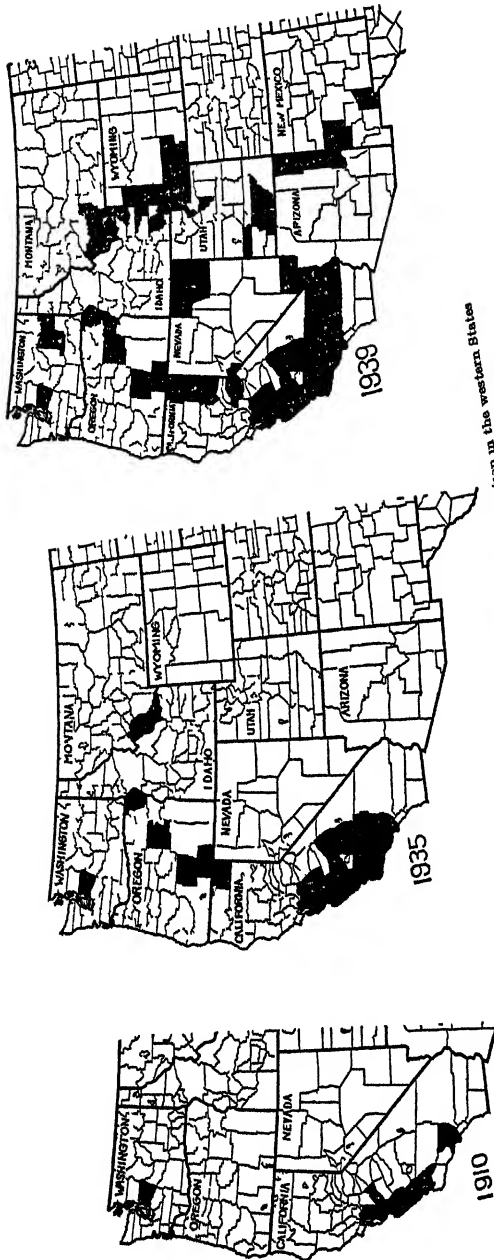 WASHINGTON
OREGON
CALIFORNIA
NEVADA
1910
WASHINGTON
MONTANA
OREGON
IDAHO
WYOMING
CALIFORNIA
NEVADA
UTAH
ARIZONA
1935
WASHINGTON
MONTANA
OREGON
IDAHO
WYOMING
CALIFORNIA
NEVADA
UTAH
ARIZONA
NEW MEXICO
1939
in the western States